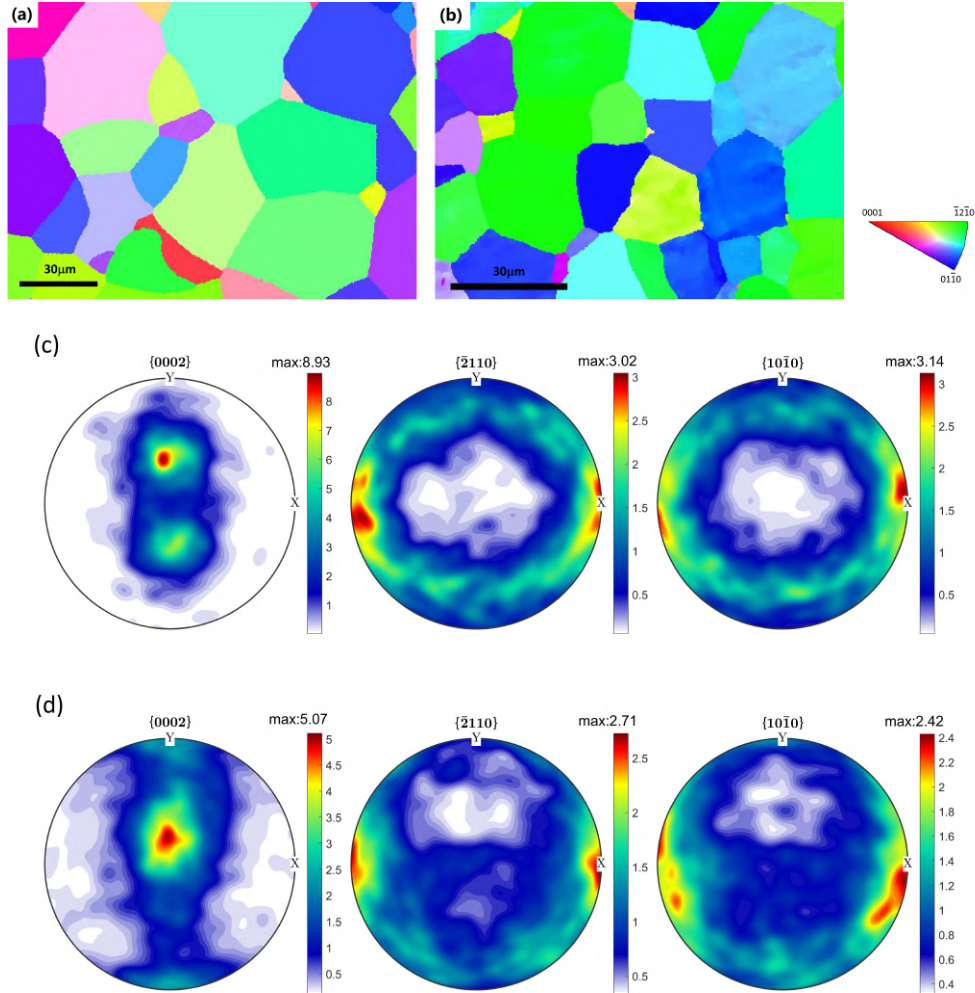 (a)
30μm
(b)
30μm
0001
1̅21̅0
011̅0
(c)
{0002}
max:8.93
Y
X
8
7
6
5
4
3
2
1
{2̅110}
max:3.02
Y
X
3
2.5
2
1.5
1
0.5
{101̅0}
max:3.14
Y
X
3
2.5
2
1.5
1
0.5
(d)
{0002}
max:5.07
Y
X
5
4.5
4
3.5
3
2.5
2
1.5
1
0.5
{2̅110}
max:2.71
Y
X
2.5
2
1.5
1
0.5
{101̅0}
max:2.42
Y
X
2.4
2.2
2
1.8
1.6
1.4
1.2
1
0.8
0.6
0.4